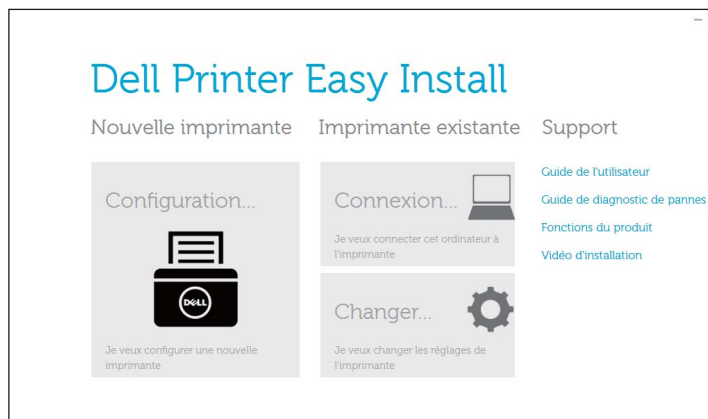 Dell Printer Easy Install
Nouvelle imprimante
Imprimante existante
Support
Configuration...
DELL
Je veux configurer une nouvelle
imprimante
Connexion...
Je veux connecter cet ordinateur à
l'imprimante
Changer...
Je veux changer les réglages de
l'imprimante
Guide de l'utilisateur
Guide de diagnostic de pannes
Fonctions du produit
Vidéo d'installation